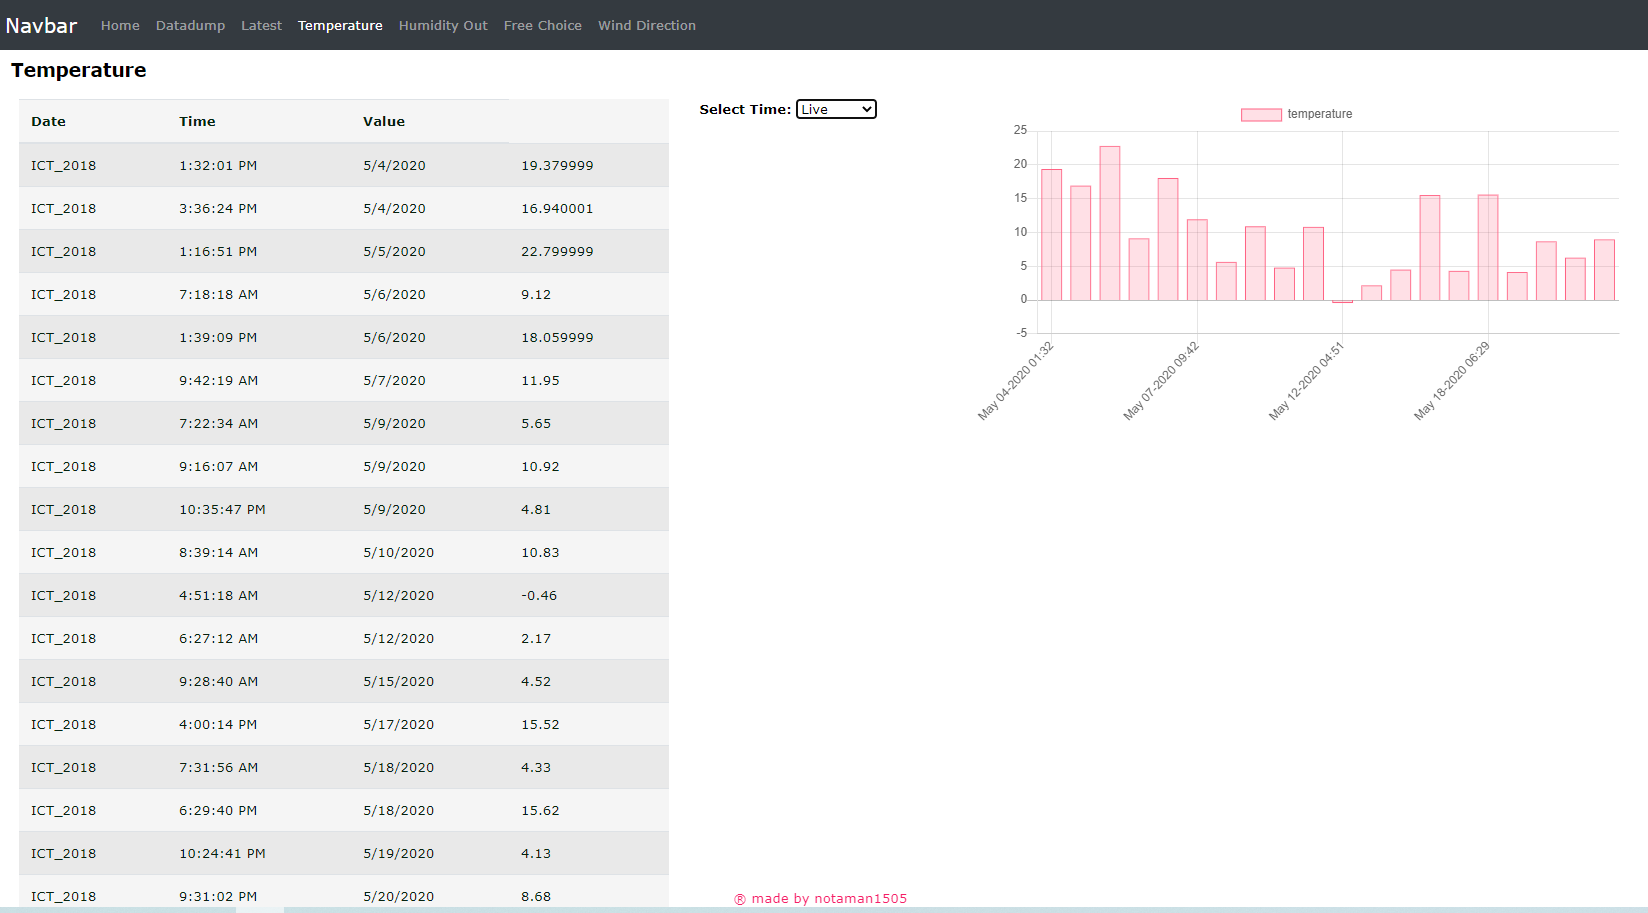 Navbar Home Datadump Latest Temperature Humidity Out Free Choice Wind Direction
Temperature
Date Time Value
ICT_2018 1:32:01 PM 5/4/2020 19.379999
ICT_2018 3:36:24 PM 5/4/2020 16.940001
ICT_2018 1:16:51 PM 5/5/2020 22.799999
ICT_2018 7:18:18 AM 5/6/2020 9.12
ICT_2018 1:39:09 PM 5/6/2020 18.059999
ICT_2018 9:42:19 AM 5/7/2020 11.95
ICT_2018 7:22:34 AM 5/9/2020 5.65
ICT_2018 9:16:07 AM 5/9/2020 10.92
ICT_2018 10:35:47 PM 5/9/2020 4.81
ICT_2018 8:39:14 AM 5/10/2020 10.83
ICT_2018 4:51:18 AM 5/12/2020 -0.46
ICT_2018 6:27:12 AM 5/12/2020 2.17
ICT_2018 9:28:40 AM 5/15/2020 4.52
ICT_2018 4:00:14 PM 5/17/2020 15.52
ICT_2018 7:31:56 AM 5/18/2020 4.33
ICT_2018 6:29:40 PM 5/18/2020 15.62
ICT_2018 10:24:41 PM 5/19/2020 4.13
ICT_2018 9:31:02 PM 5/20/2020 8.68
Select Time: Live
temperature
25
20
15
10
5
0
-5
May 04-2020 01:32
May 07-2020 09:42
May 12-2020 04:51
May 18-2020 06:29
® made by notaman1505